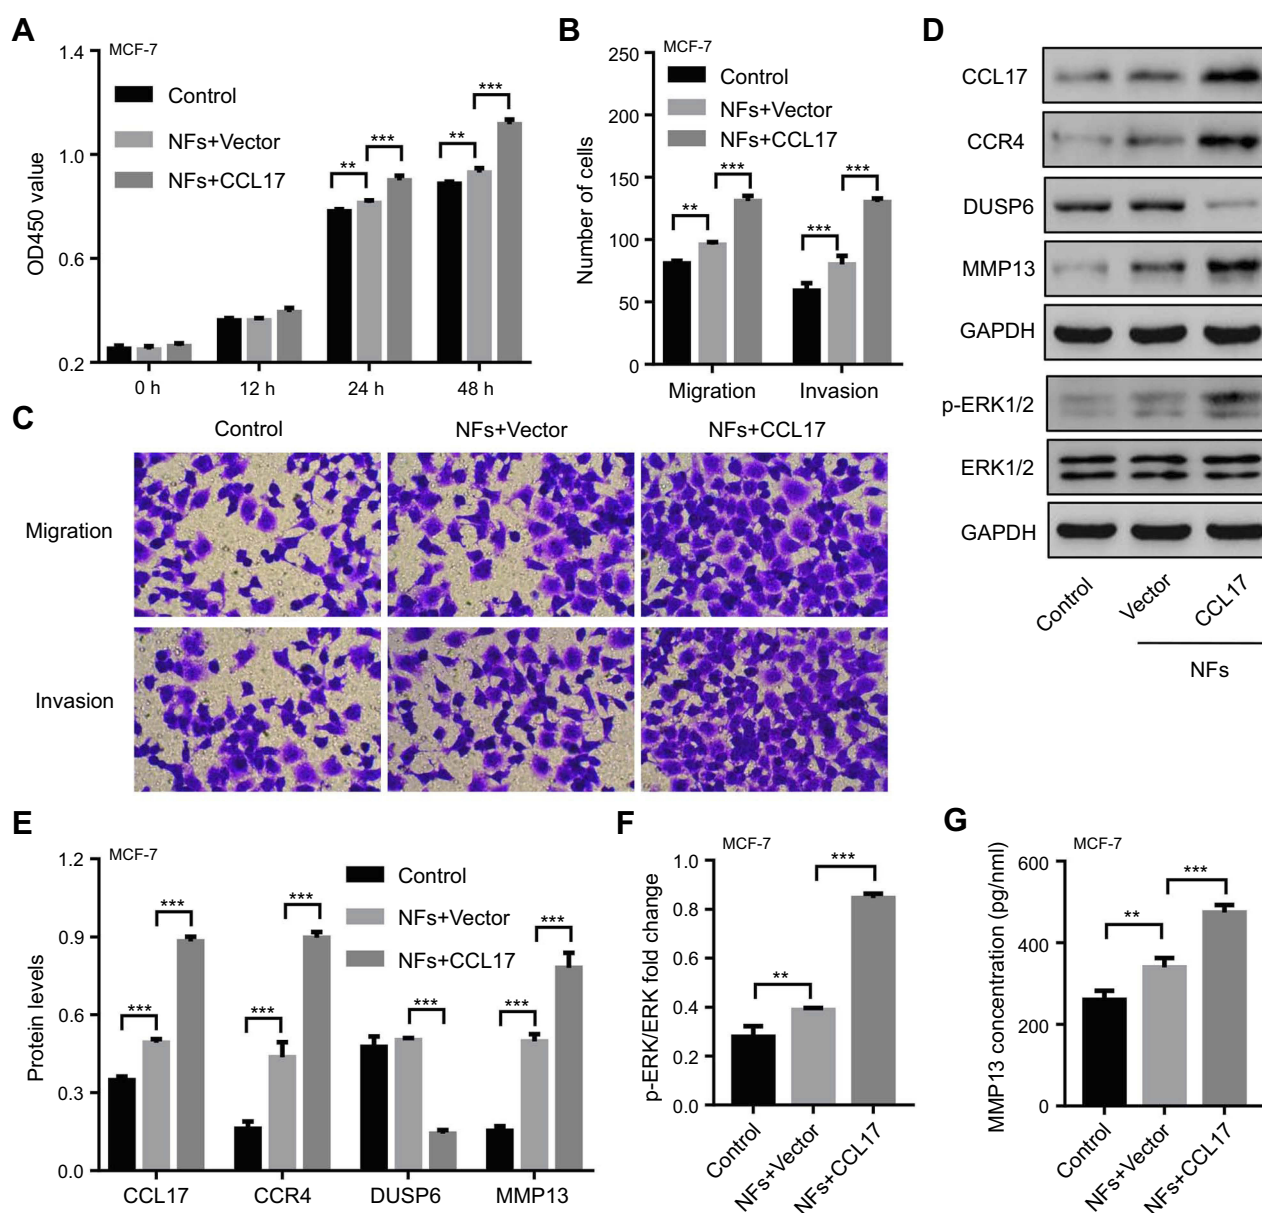 A
MCF-7
1.4
1.0
0.6
0.2
OD450 value
Control
NFs+Vector
NFs+CCL17
**
***
**
***
0 h
12 h
24 h
48 h
B
MCF-7
250
200
150
100
50
0
Number of cells
Control
NFs+Vector
NFs+CCL17
**
***
***
***
Migration
Invasion
C
Control
NFs+Vector
NFs+CCL17
Migration
Invasion
D
CCL17
CCR4
DUSP6
MMP13
GAPDH
p-ERK1/2
ERK1/2
GAPDH
Control
Vector
CCL17
NFs
E
MCF-7
1.2
0.9
0.6
0.3
0.0
Protein levels
Control
NFs+Vector
NFs+CCL17
***
***
***
***
***
***
***
CCL17
CCR4
DUSP6
MMP13
F
MCF-7
1.0
0.8
0.6
0.4
0.2
0.0
p-ERK/ERK fold change
**
***
Control
NFs+Vector
NFs+CCL17
G
MCF-7
600
400
200
0
MMP13 concentration (pg/nml)
**
***
Control
NFs+Vector
NFs+CCL17